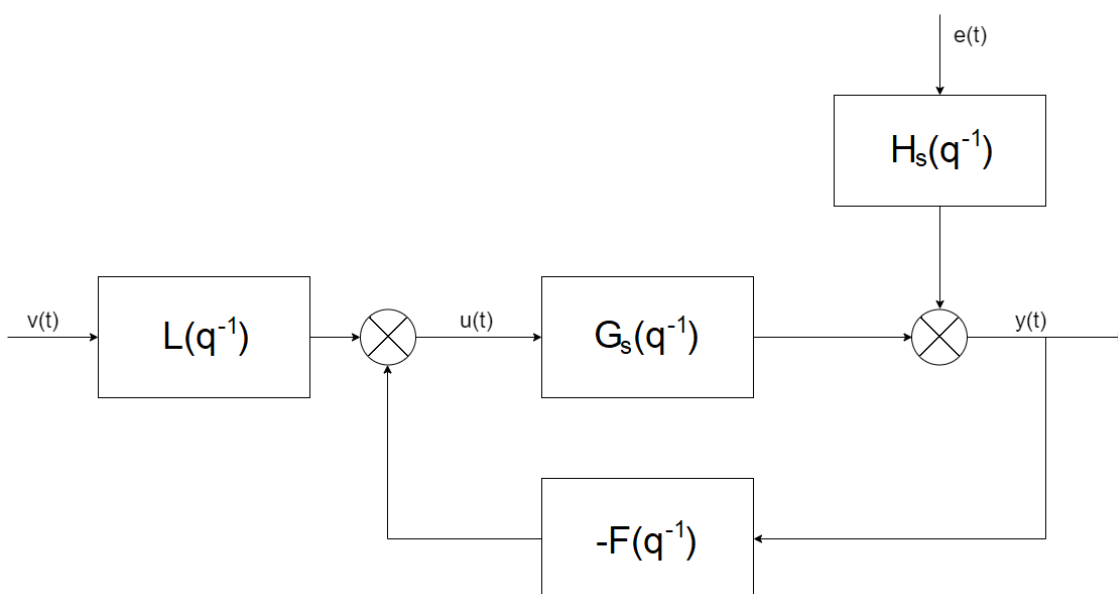 e(t)
Hₛ(q⁻¹)
v(t)
L(q⁻¹)
u(t)
Gₛ(q⁻¹)
y(t)
-F(q⁻¹)